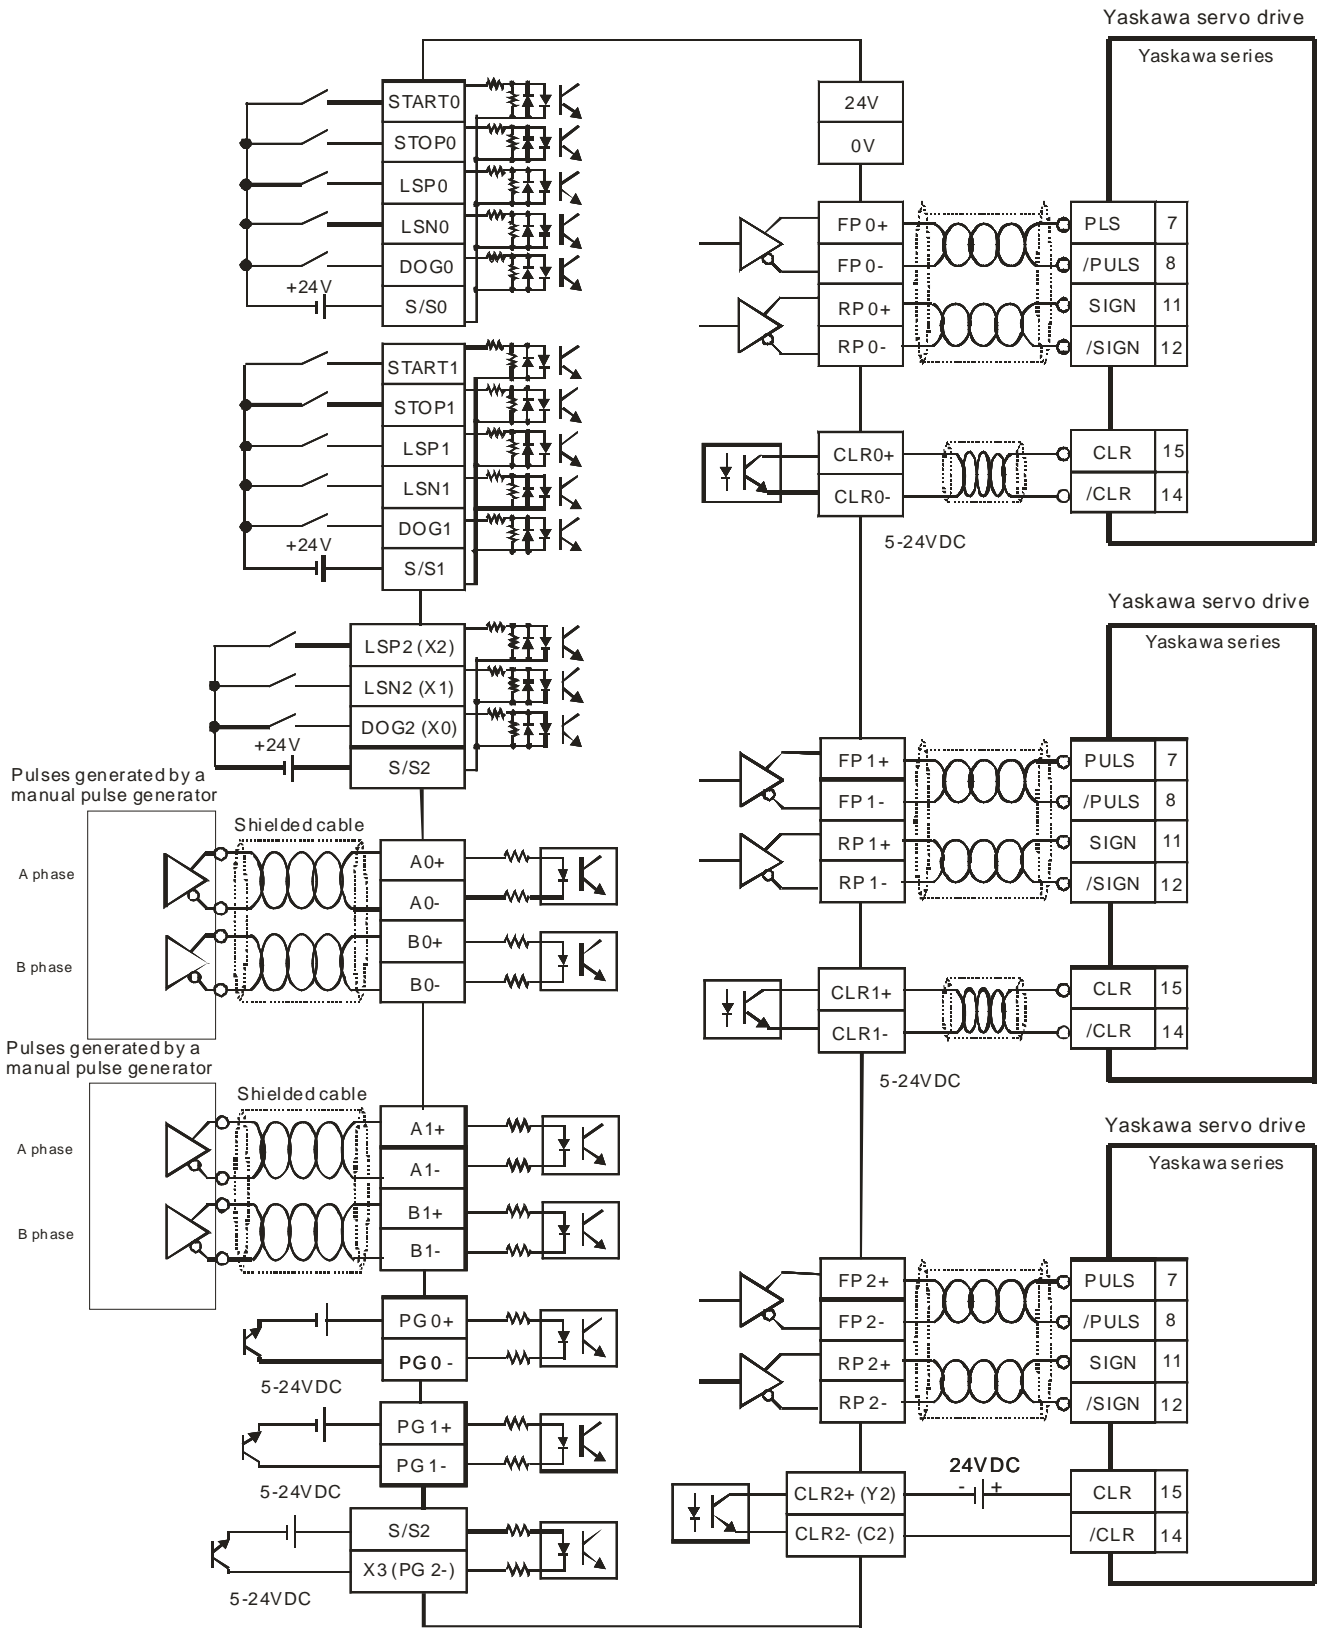 Yaskawa servo drive
Yaskawa series
START0
STOP0
LSP0
LSN0
DOG0
+24V
S/S0
START1
STOP1
LSP1
LSN1
DOG1
+24V
S/S1
LSP2 (X2)
LSN2 (X1)
DOG2 (X0)
+24V
S/S2
Pulses generated by a
manual pulse generator
Shielded cable
A phase
A0+
A0-
B0+
B phase
B0-
Pulses generated by a
manual pulse generator
Shielded cable
A phase
A1+
A1-
B1+
B phase
B1-
PG0+
PG0-
5-24VDC
PG1+
PG1-
5-24VDC
S/S2
X3 (PG2-)
5-24VDC
24V
0V
FP0+ PLS 7
FP0- /PULS 8
RP0+ SIGN 11
RP0- /SIGN 12
CLR0+ CLR 15
CLR0- /CLR 14
5-24VDC
Yaskawa servo drive
Yaskawa series
FP1+ PULS 7
FP1- /PULS 8
RP1+ SIGN 11
RP1- /SIGN 12
CLR1+ CLR 15
CLR1- /CLR 14
5-24VDC
Yaskawa servo drive
Yaskawa series
FP2+ PULS 7
FP2- /PULS 8
RP2+ SIGN 11
RP2- /SIGN 12
24VDC
- +
CLR2+ (Y2) CLR 15
CLR2- (C2) /CLR 14